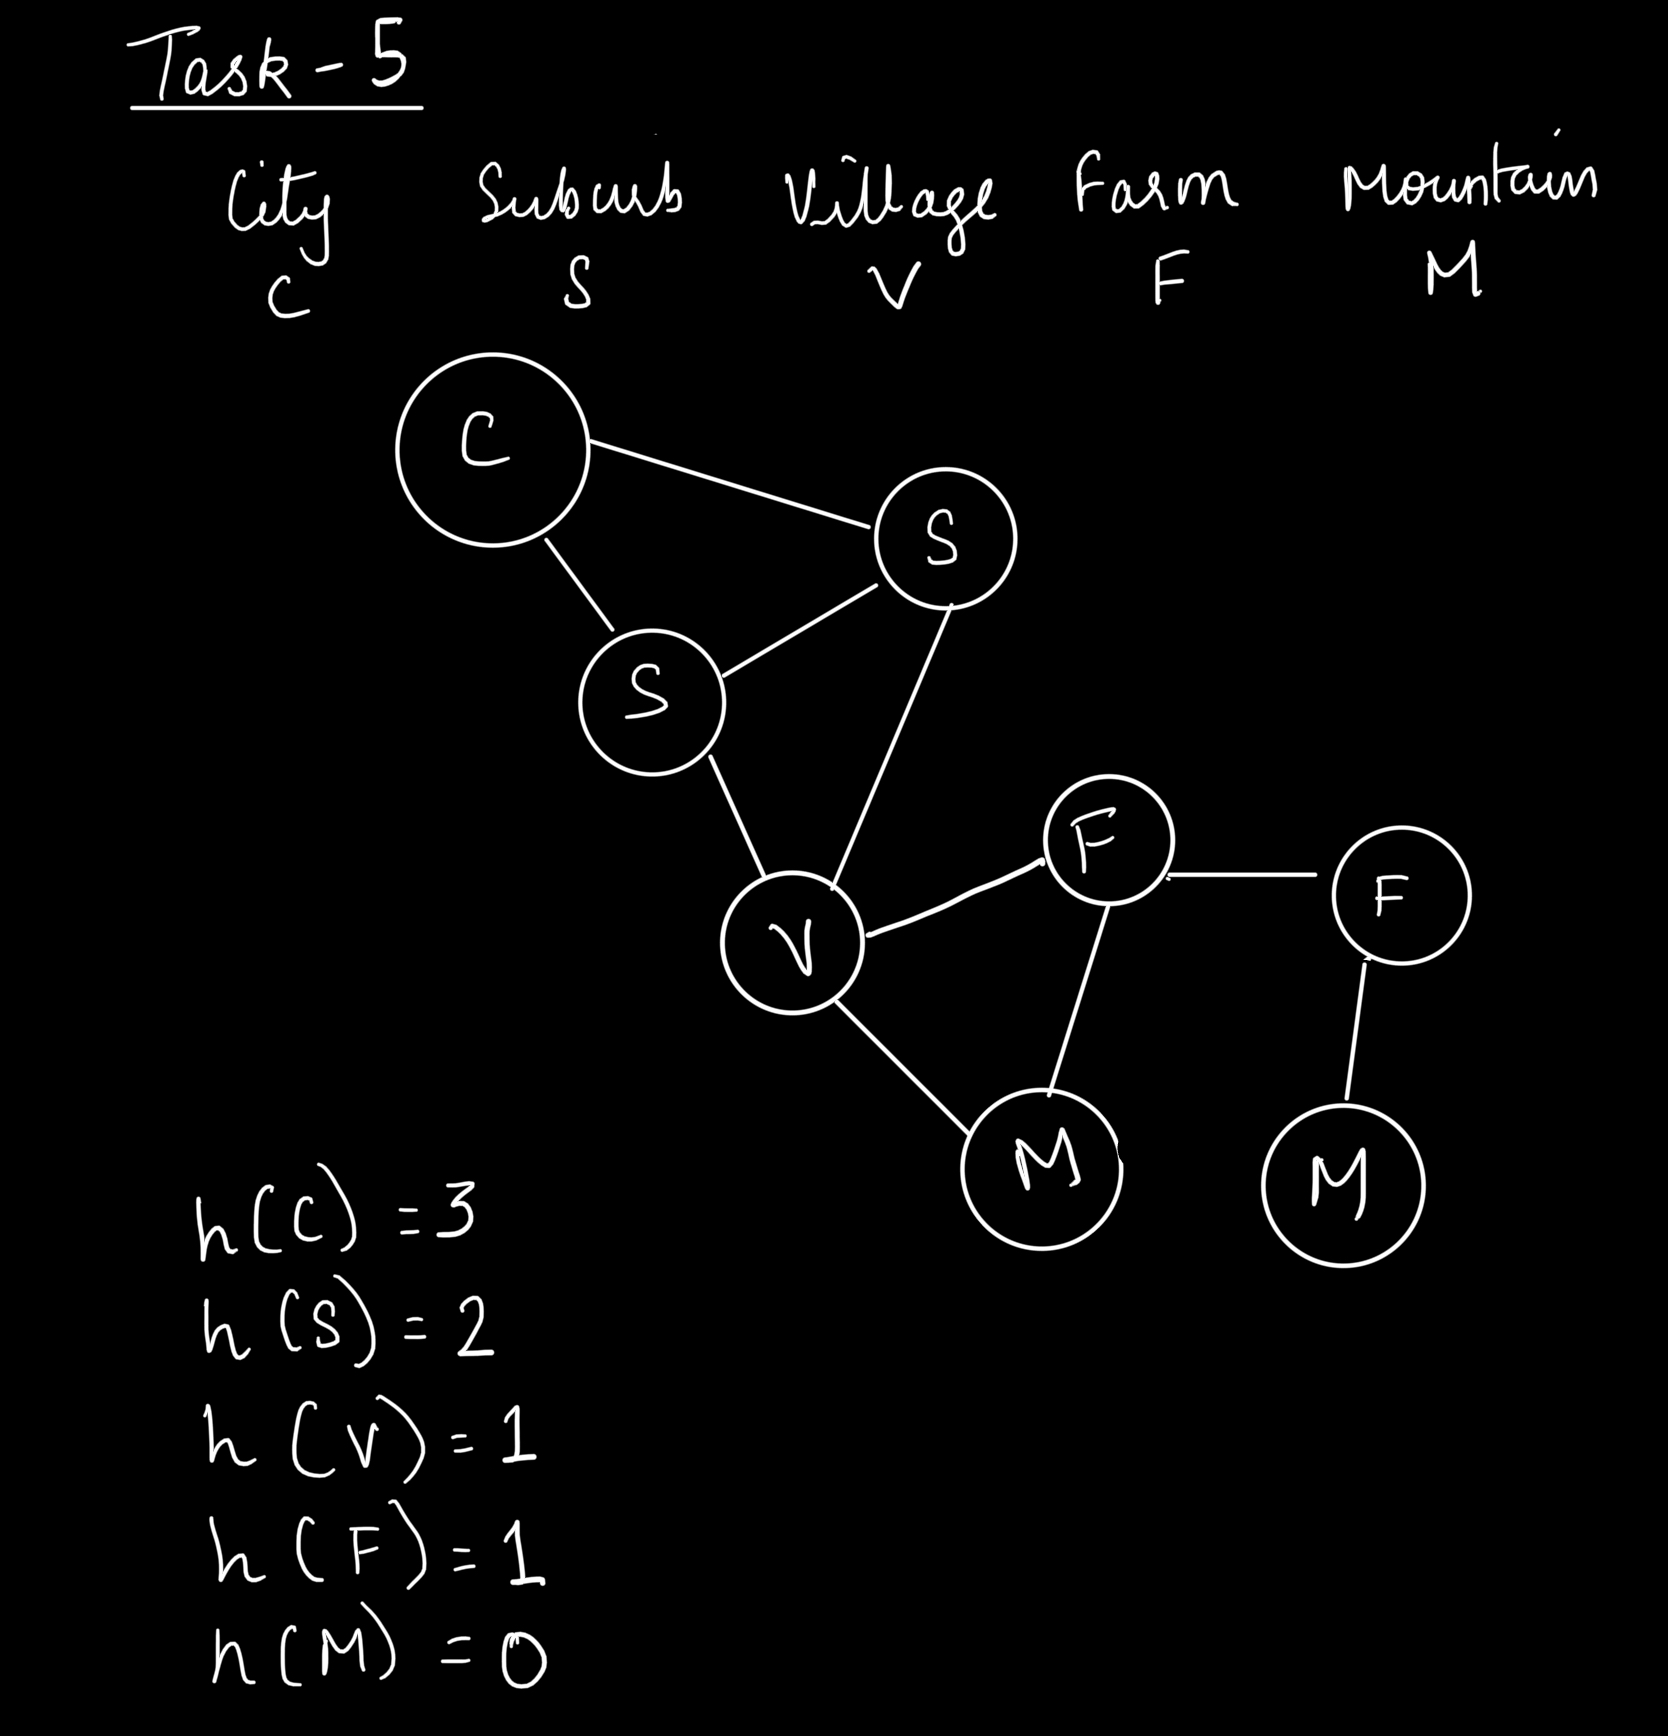 Task - 5
City Suburb Village Farm Mountain
C S V F M
C
S
S
F
F
V
M
M
h(C) = 3
h(S) = 2
h(V) = 1
h(F) = 1
h(M) = 0